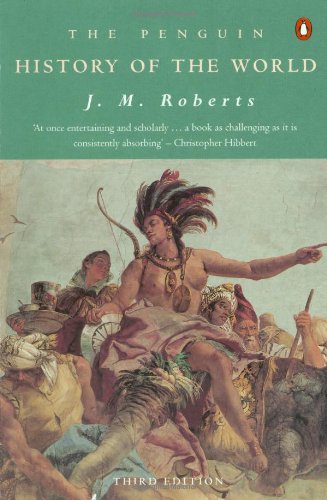 THE PENGUIN
HISTORY OF THE WORLD
J. M. Roberts
'At once entertaining and scholarly ... a book as challenging as it is
consistently absorbing' – Christopher Hibbert
THIRD EDITION